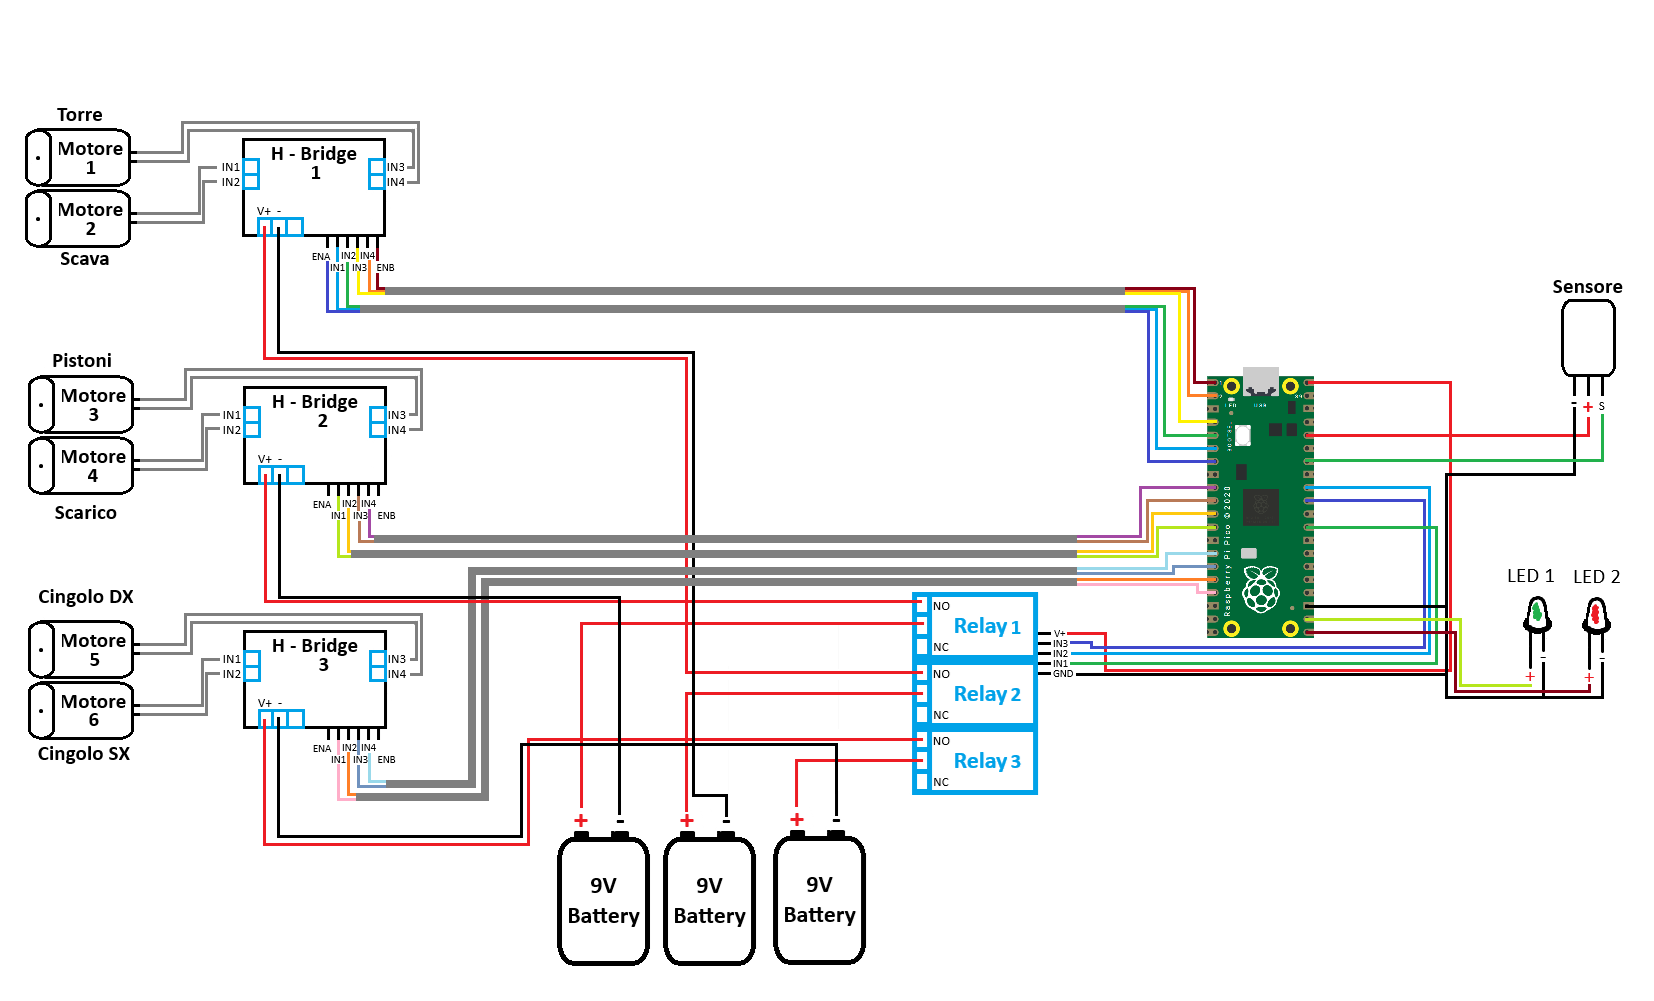 Torre
Motore
1
Motore
2
Scava
IN1
IN2
H - Bridge
1
IN3
IN4
V+ -
ENA
IN1
IN2
IN3
IN4
ENB
Pistoni
Motore
3
Motore
4
Scarico
IN1
IN2
H - Bridge
2
IN3
IN4
V+ -
ENA
IN1
IN2
IN3
IN4
ENB
Cingolo DX
Motore
5
Motore
6
Cingolo SX
IN1
IN2
H - Bridge
3
IN3
IN4
V+ -
ENA
IN1
IN2
IN3
IN4
ENB
+ -
9V
Battery
+ -
9V
Battery
+ -
9V
Battery
NO
Relay 1
NC
NO
Relay 2
NC
NO
Relay 3
NC
V+
IN3
IN2
IN1
GND
LED
USB
BOOTSEL
Raspberry Pi Pico © 2020
Sensore
- + S
LED 1
+ -
LED 2
+ -